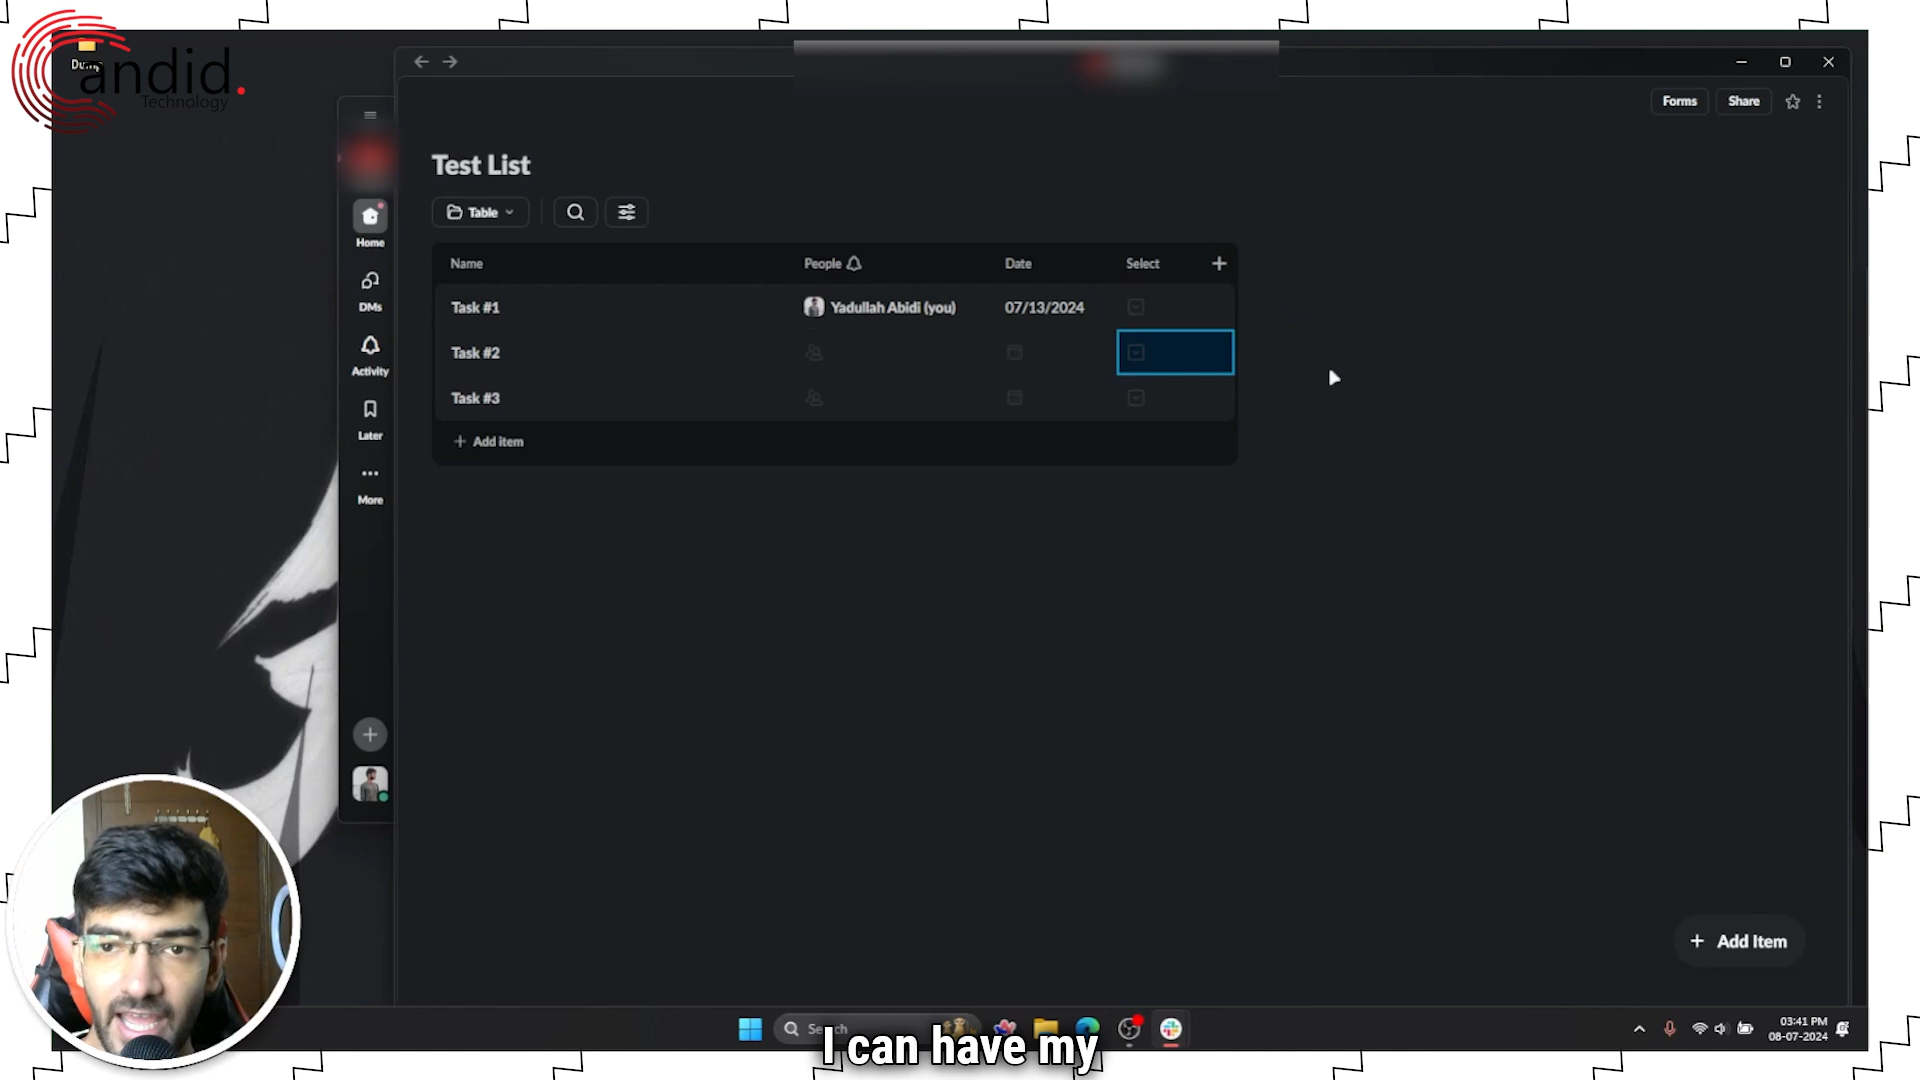 Dump
andid.
Technology
Forms
Share
Test List
Table
Home
DMs
Activity
Later
More
Name
People
Date
Select
Task #1
Yadullah Abidi (you)
07/13/2024
Task #2
Task #3
Add item
Add Item
Search
03:41 PM
08-07-2024
I can have my